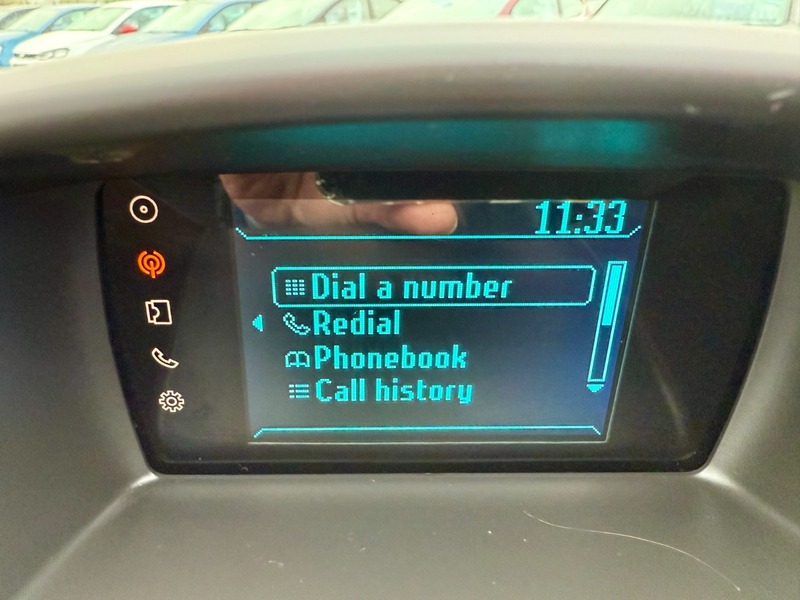 11:33
Dial a number
Redial
Phonebook
Call history